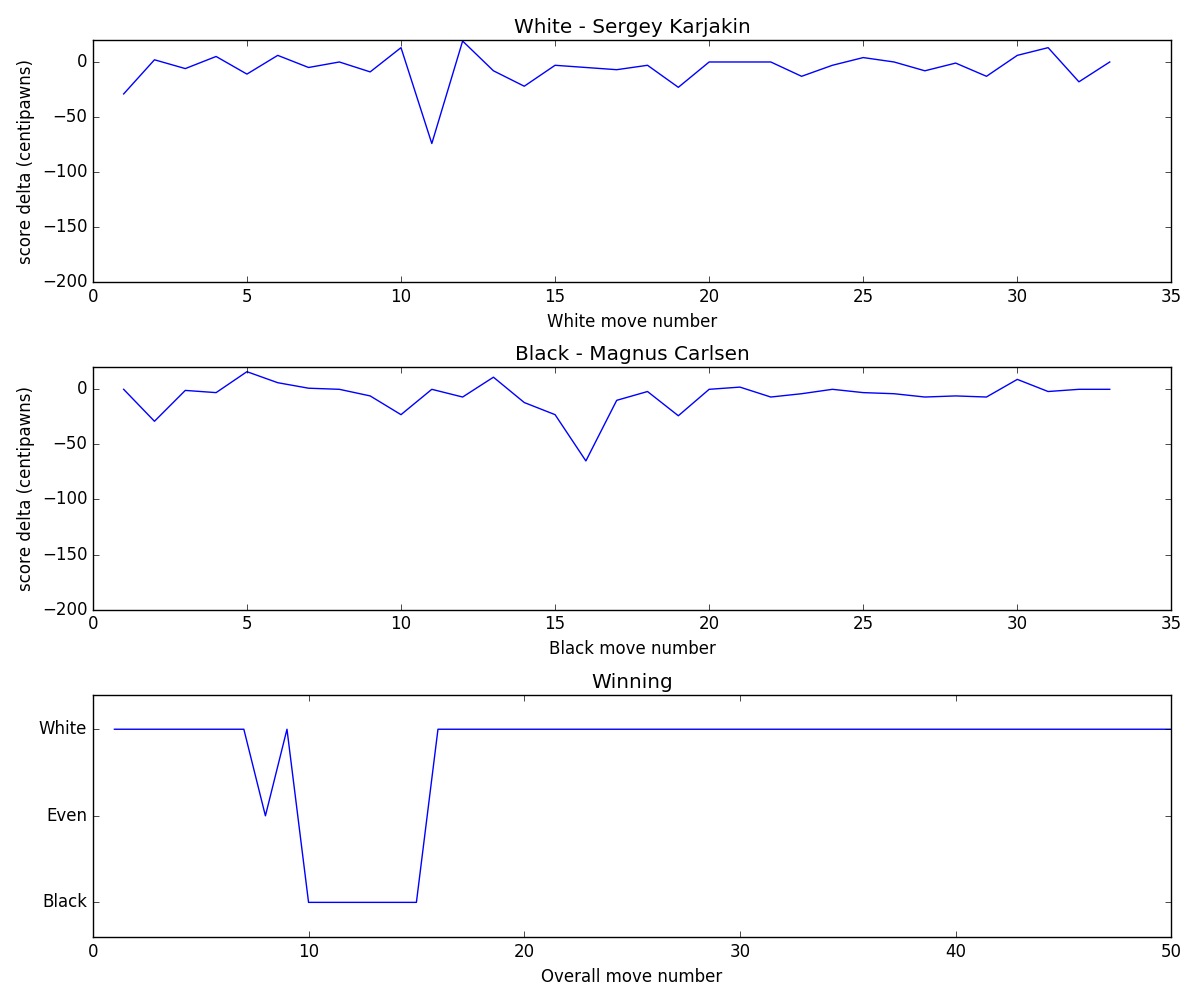 White - Sergey Karjakin
0
−50
−100
−150
−200
score delta (centipawns)
0 5 10 15 20 25 30 35
White move number
Black - Magnus Carlsen
0
−50
−100
−150
−200
score delta (centipawns)
0 5 10 15 20 25 30 35
Black move number
Winning
White
Even
Black
0 10 20 30 40 50
Overall move number